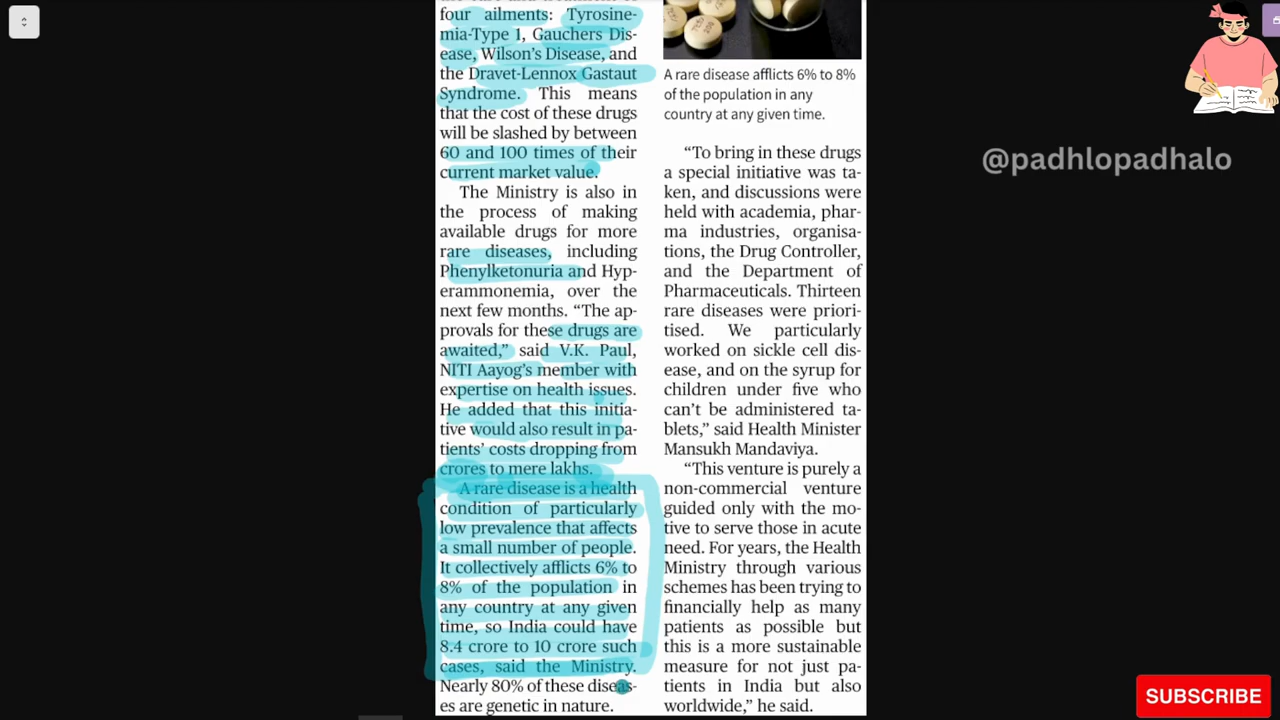 the care and treatment of
four ailments: Tyrosine-
mia-Type 1, Gauchers Dis-
ease, Wilson's Disease, and
the Dravet-Lennox Gastaut
Syndrome. This means
that the cost of these drugs
will be slashed by between
60 and 100 times of their
current market value.
The Ministry is also in
the process of making
available drugs for more
rare diseases, including
Phenylketonuria and Hyp-
erammonemia, over the
next few months. “The ap-
provals for these drugs are
awaited,” said V.K. Paul,
NITI Aayog's member with
expertise on health issues.
He added that this initia-
tive would also result in pa-
tients' costs dropping from
crores to mere lakhs.
A rare disease is a health
condition of particularly
low prevalence that affects
a small number of people.
It collectively afflicts 6% to
8% of the population in
any country at any given
time, so India could have
8.4 crore to 10 crore such
cases, said the Ministry.
Nearly 80% of these diseas-
es are genetic in nature.
A rare disease afflicts 6% to 8%
of the population in any
country at any given time.
“To bring in these drugs
a special initiative was ta-
ken, and discussions were
held with academia, phar-
ma industries, organisa-
tions, the Drug Controller,
and the Department of
Pharmaceuticals. Thirteen
rare diseases were priori-
tised. We particularly
worked on sickle cell dis-
ease, and on the syrup for
children under five who
can't be administered ta-
blets,” said Health Minister
Mansukh Mandaviya.
“This venture is purely a
non-commercial venture
guided only with the mo-
tive to serve those in acute
need. For years, the Health
Ministry through various
schemes has been trying to
financially help as many
patients as possible but
this is a more sustainable
measure for not just pa-
tients in India but also
worldwide,” he said.
@padhlopadhalo
SUBSCRIBE